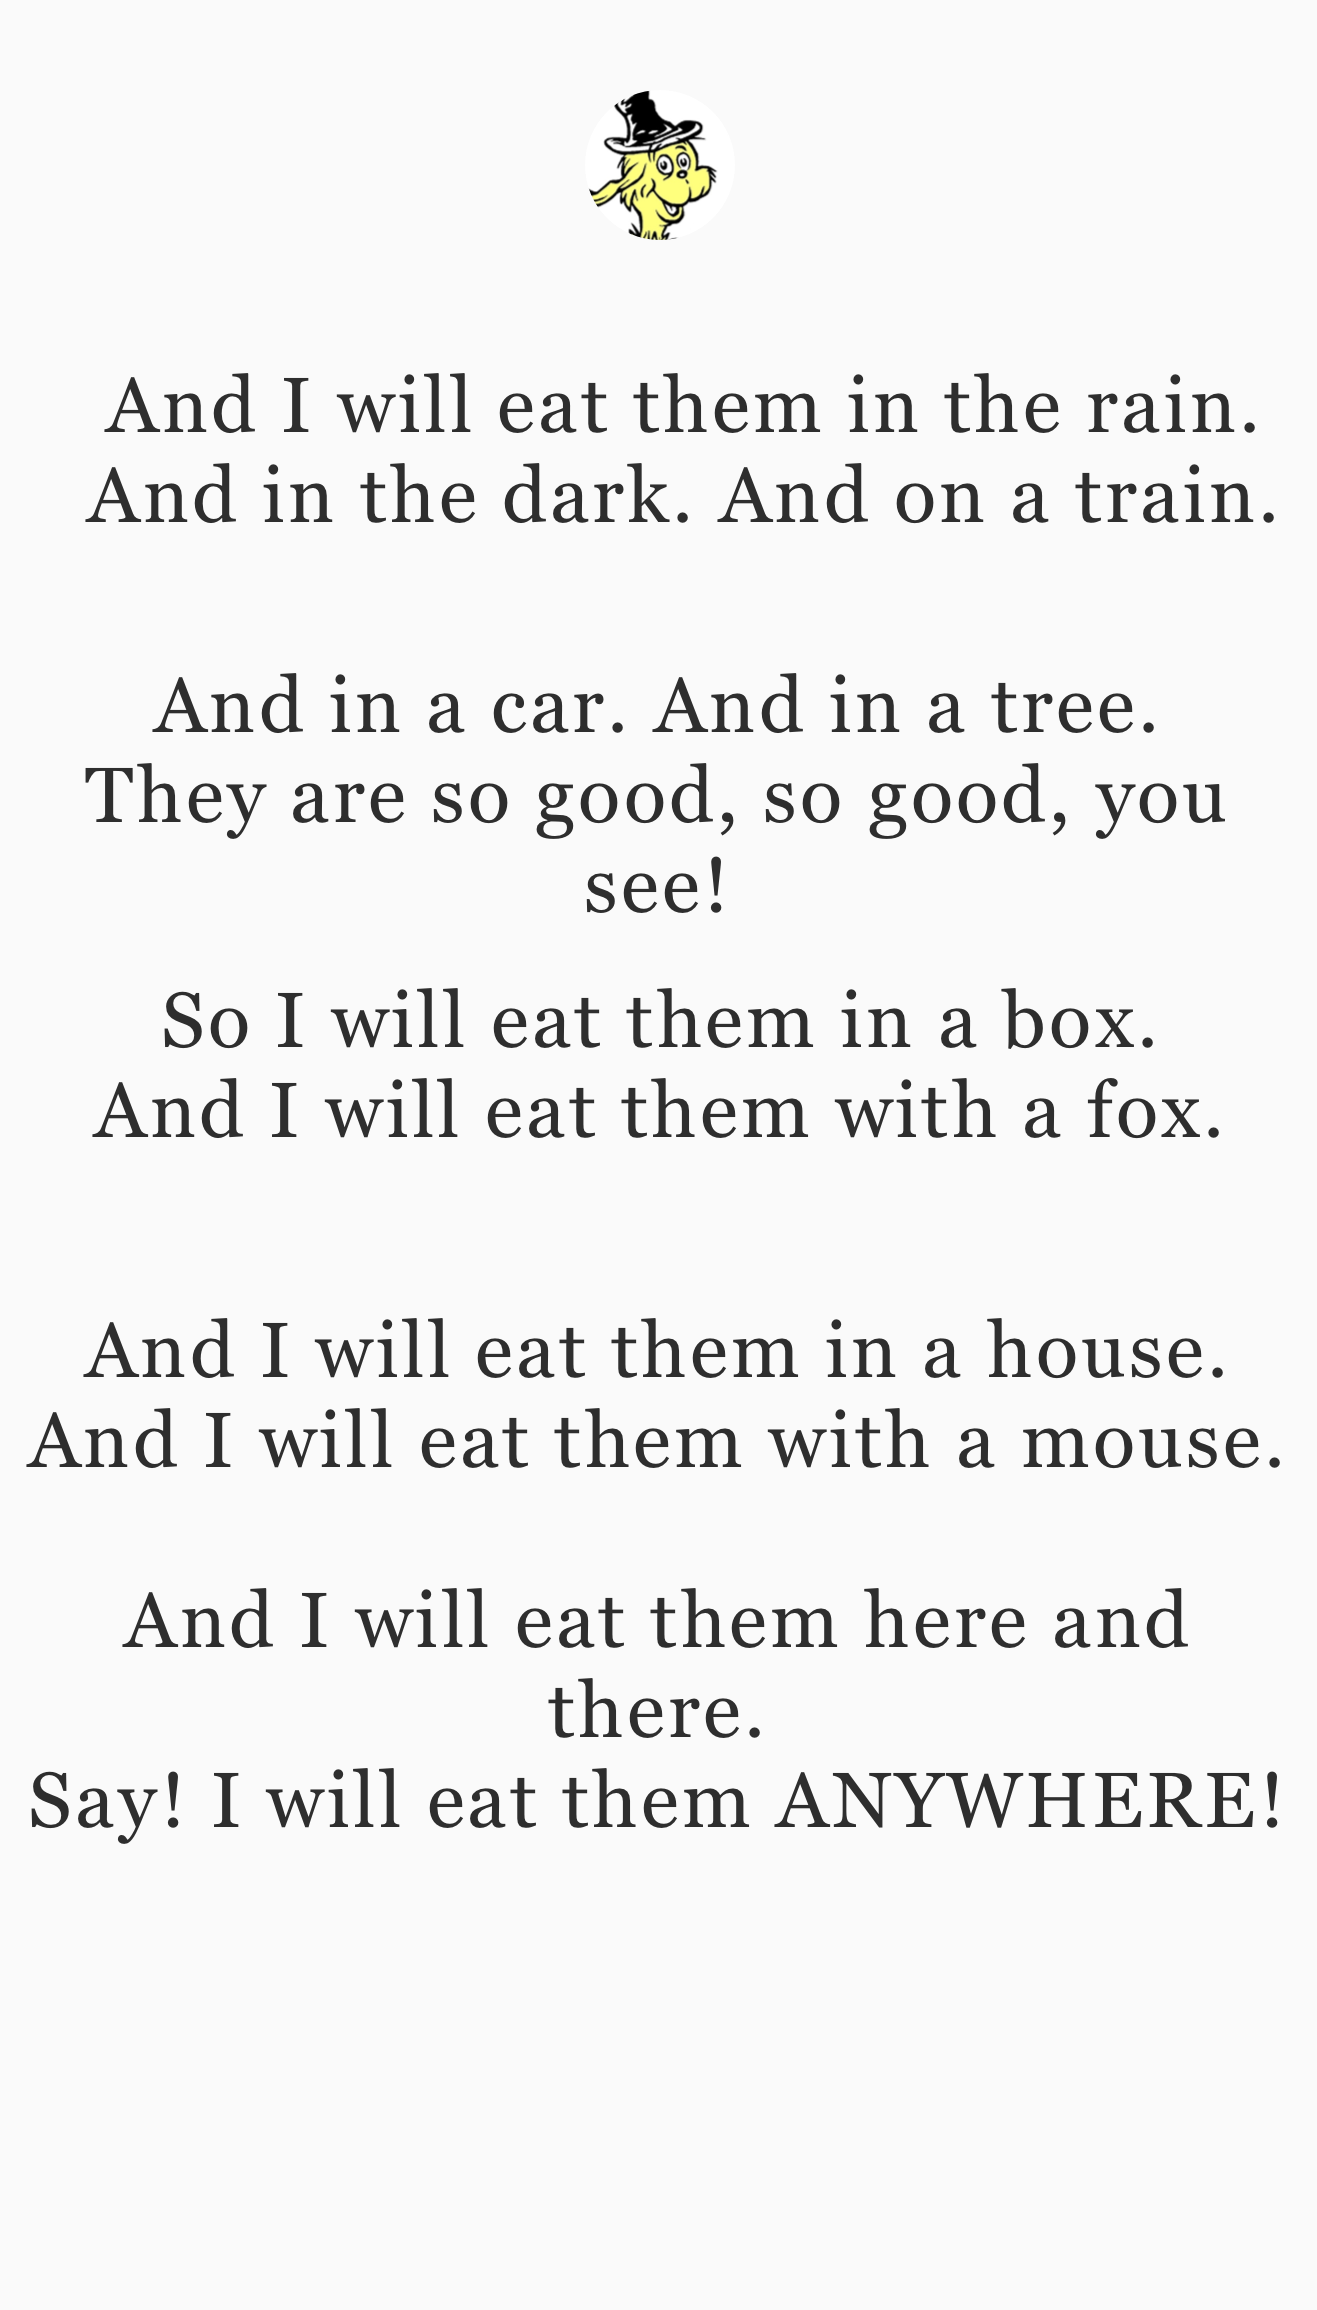 And I will eat them in the rain.
And in the dark. And on a train.
And in a car. And in a tree.
They are so good, so good, you
see!
So I will eat them in a box.
And I will eat them with a fox.
And I will eat them in a house.
And I will eat them with a mouse.
And I will eat them here and
there.
Say! I will eat them ANYWHERE!